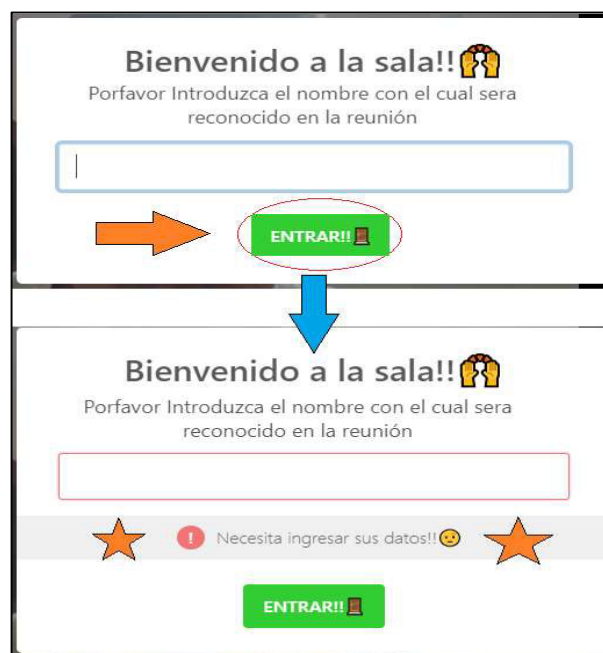 Bienvenido a la sala!!🙌
Porfavor Introduzca el nombre con el cual sera
reconocido en la reunión
ENTRAR!!🚪
Bienvenido a la sala!!🙌
Porfavor Introduzca el nombre con el cual sera
reconocido en la reunión
! Necesita ingresar sus datos!!😐
ENTRAR!!🚪